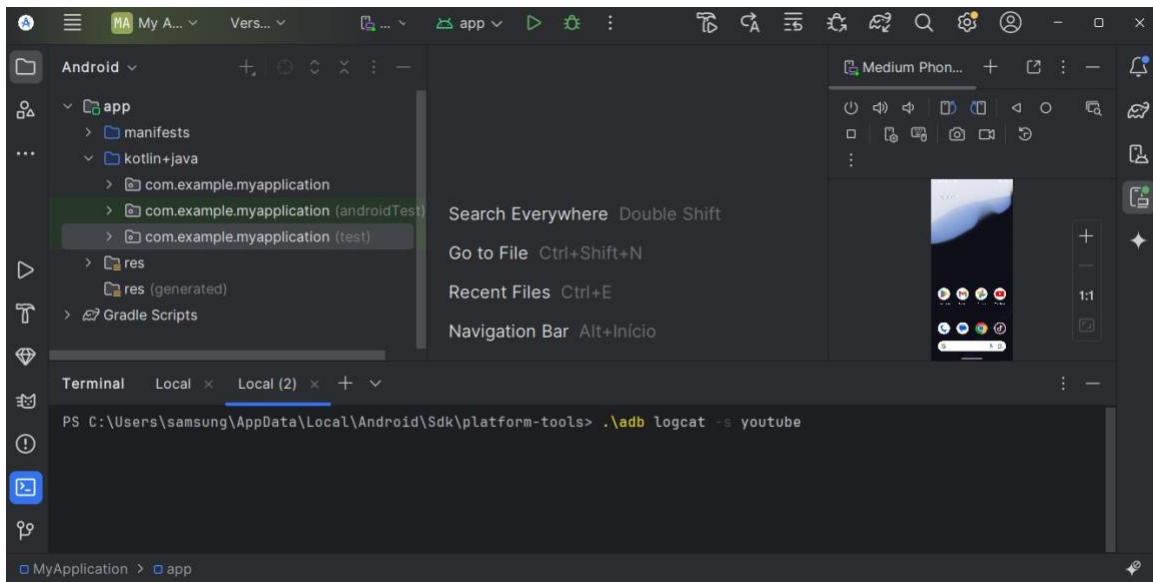 MA My A... Vers... ... app
Android
Medium Phon...
app
manifests
kotlin+java
com.example.myapplication
com.example.myapplication (androidTest)
com.example.myapplication (test)
res
res (generated)
Gradle Scripts
Search Everywhere Double Shift
Go to File Ctrl+Shift+N
Recent Files Ctrl+E
Navigation Bar Alt+Início
1:1
Terminal Local Local (2)
PS C:\Users\samsung\AppData\Local\Android\Sdk\platform-tools> .\adb logcat -s youtube
MyApplication > app